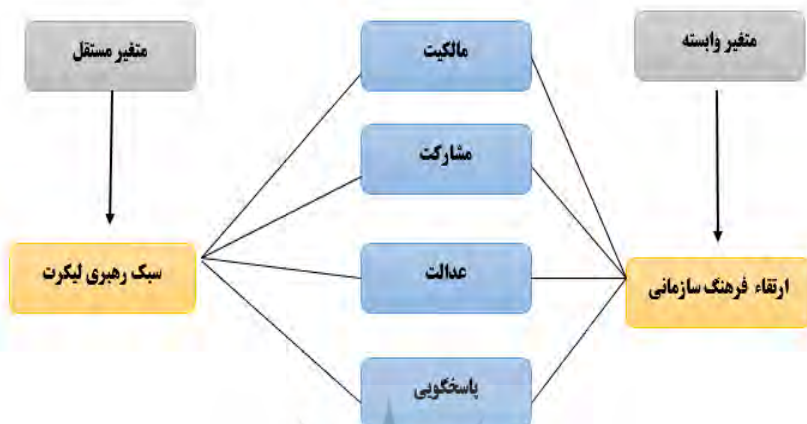 متغیر وابسته
مالکیت
متغیر مستقل
مشارکت
عدالت
ارتقاء فرهنگ سازمانی
سبک رهبری لیکرت
پاسخگویی